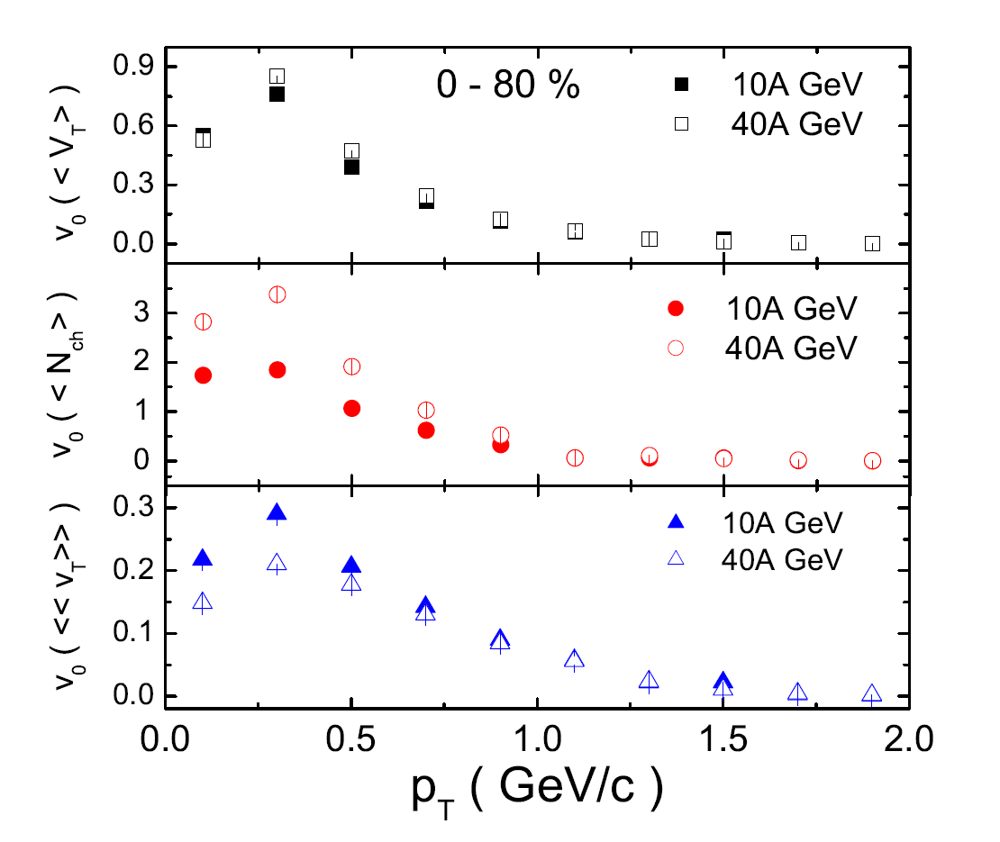 0 - 80 %
10A GeV
40A GeV
v0 ( < VT > )
0.9
0.6
0.3
0.0
10A GeV
40A GeV
v0 ( < Nch > )
3
2
1
0
10A GeV
40A GeV
v0 ( << vT >> )
0.3
0.2
0.1
0.0
0.0 0.5 1.0 1.5 2.0
pT ( GeV/c )